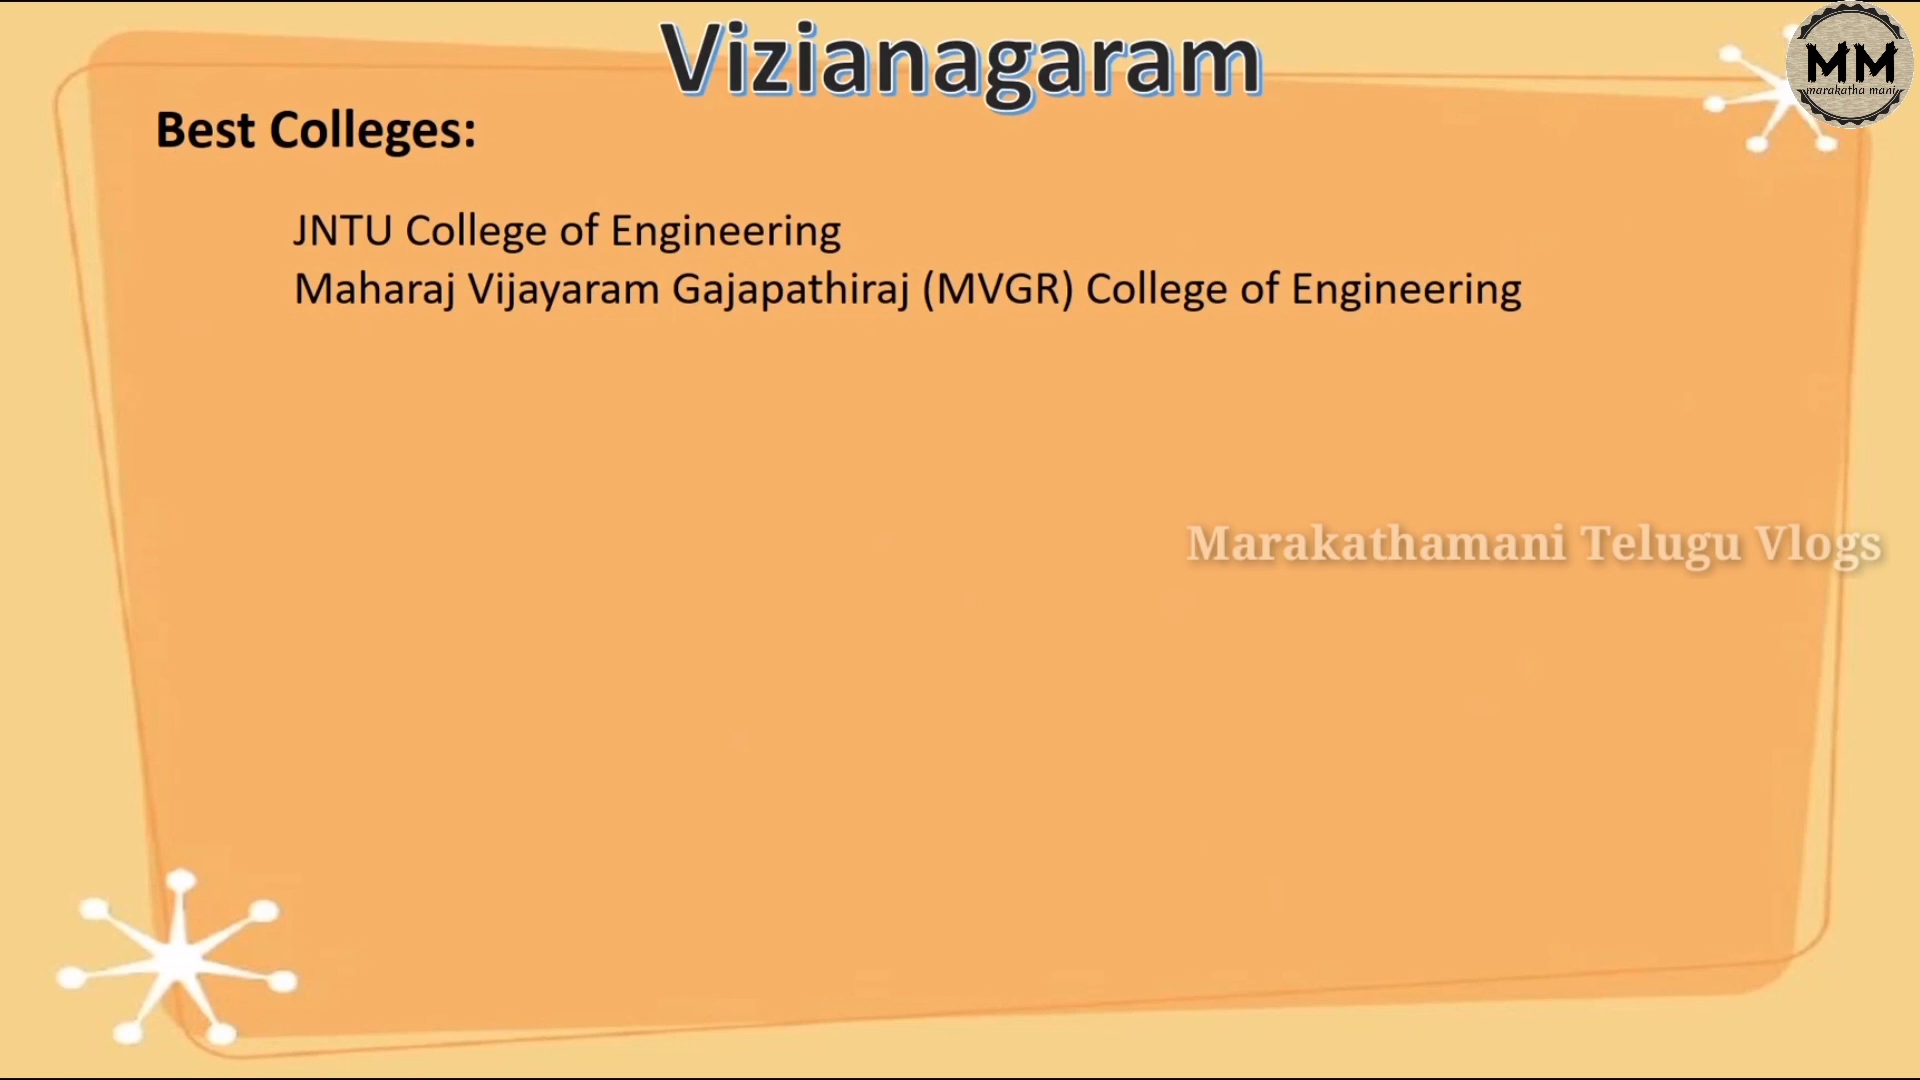 Vizianagaram
MM
marakatha mani
Best Colleges:
JNTU College of Engineering
Maharaj Vijayaram Gajapathiraj (MVGR) College of Engineering
Marakathamani Telugu Vlogs